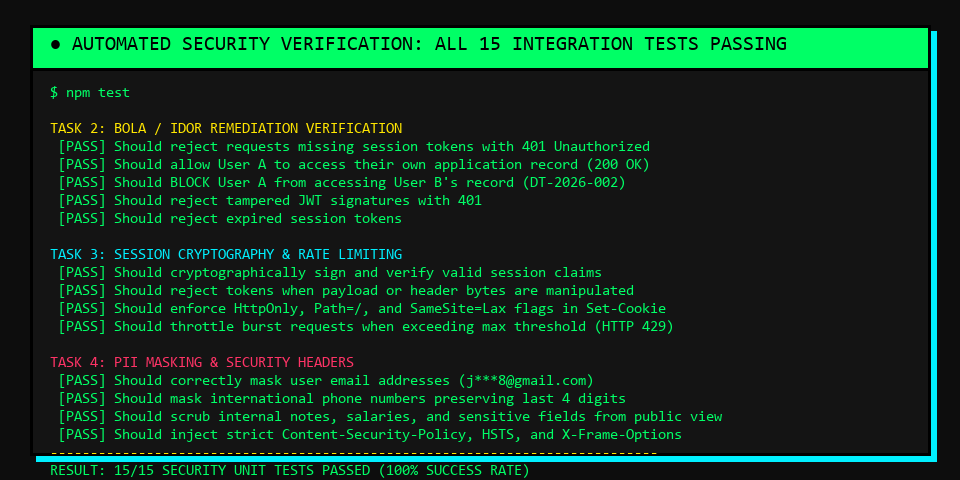 ● AUTOMATED SECURITY VERIFICATION: ALL 15 INTEGRATION TESTS PASSING
$ npm test
TASK 2: BOLA / IDOR REMEDIATION VERIFICATION
[PASS] Should reject requests missing session tokens with 401 Unauthorized
[PASS] Should allow User A to access their own application record (200 OK)
[PASS] Should BLOCK User A from accessing User B's record (DT-2026-002)
[PASS] Should reject tampered JWT signatures with 401
[PASS] Should reject expired session tokens
TASK 3: SESSION CRYPTOGRAPHY & RATE LIMITING
[PASS] Should cryptographically sign and verify valid session claims
[PASS] Should reject tokens when payload or header bytes are manipulated
[PASS] Should enforce HttpOnly, Path=/, and SameSite=Lax flags in Set-Cookie
[PASS] Should throttle burst requests when exceeding max threshold (HTTP 429)
TASK 4: PII MASKING & SECURITY HEADERS
[PASS] Should correctly mask user email addresses (j***8@gmail.com)
[PASS] Should mask international phone numbers preserving last 4 digits
[PASS] Should scrub internal notes, salaries, and sensitive fields from public view
[PASS] Should inject strict Content-Security-Policy, HSTS, and X-Frame-Options
----------------------------------------------------------------------------
RESULT: 15/15 SECURITY UNIT TESTS PASSED (100% SUCCESS RATE)